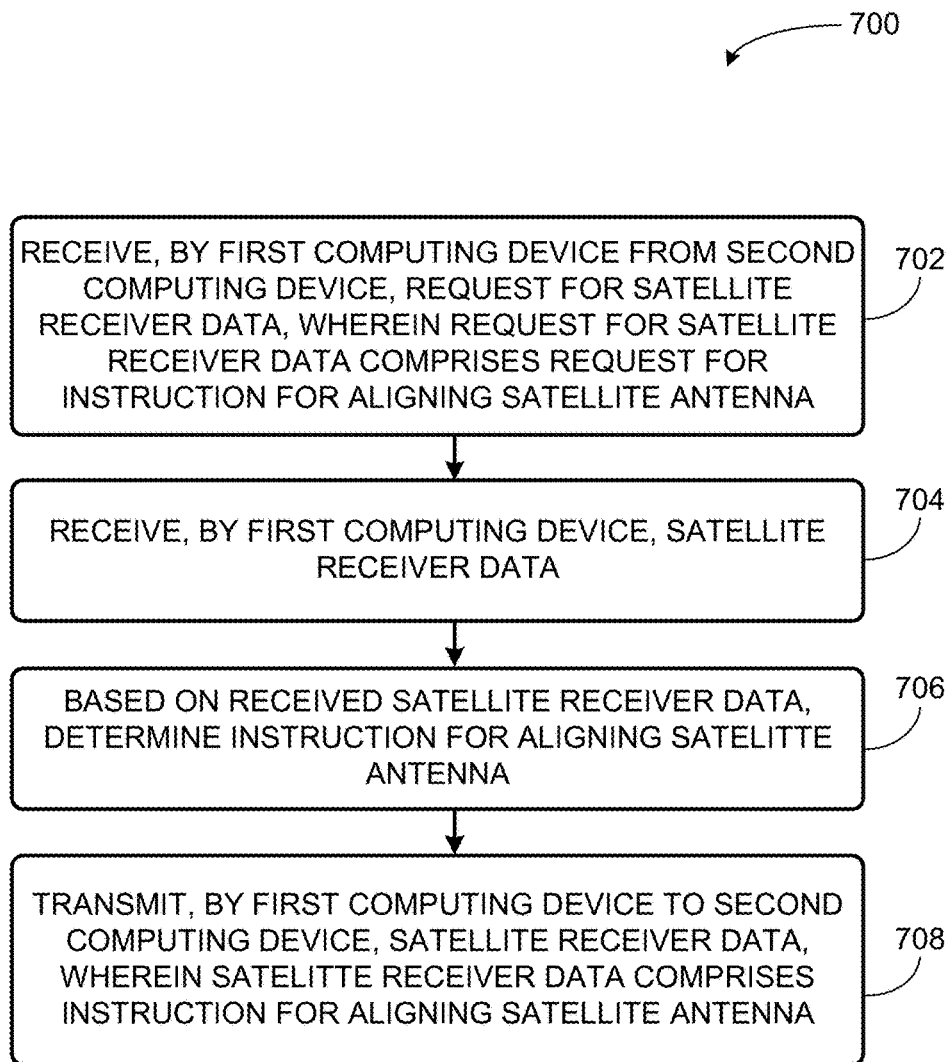 700
RECEIVE, BY FIRST COMPUTING DEVICE FROM SECOND
COMPUTING DEVICE, REQUEST FOR SATELLITE
RECEIVER DATA, WHEREIN REQUEST FOR SATELLITE
RECEIVER DATA COMPRISES REQUEST FOR
INSTRUCTION FOR ALIGNING SATELLITE ANTENNA
702
RECEIVE, BY FIRST COMPUTING DEVICE, SATELLITE
RECEIVER DATA
704
BASED ON RECEIVED SATELLITE RECEIVER DATA,
DETERMINE INSTRUCTION FOR ALIGNING SATELITTE
ANTENNA
706
TRANSMIT, BY FIRST COMPUTING DEVICE TO SECOND
COMPUTING DEVICE, SATELLITE RECEIVER DATA,
WHEREIN SATELITTE RECEIVER DATA COMPRISES
INSTRUCTION FOR ALIGNING SATELLITE ANTENNA
708